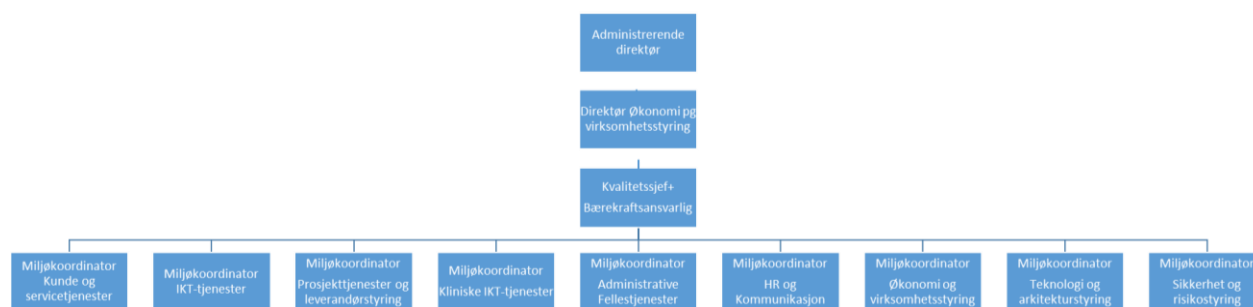 Administrerende
direktør
Direktør Økonomi pg
virksomhetsstyring
Kvalitetssjef+
Bærekraftsansvarlig
Miljøkoordinator
Kunde og
servicetjenester
Miljøkoordinator
IKT-tjenester
Miljøkoordinator
Prosjekttjenester og
leverandørstyring
Miljøkoordinator
Kliniske IKT-tjenester
Miljøkoordinator
Administrative
Fellestjenester
Miljøkoordinator
HR og
Kommunikasjon
Miljøkoordinator
Økonomi og
virksomhetsstyring
Miljøkoordinator
Teknologi og
arkitekturstyring
Miljøkoordinator
Sikkerhet og
risikostyring